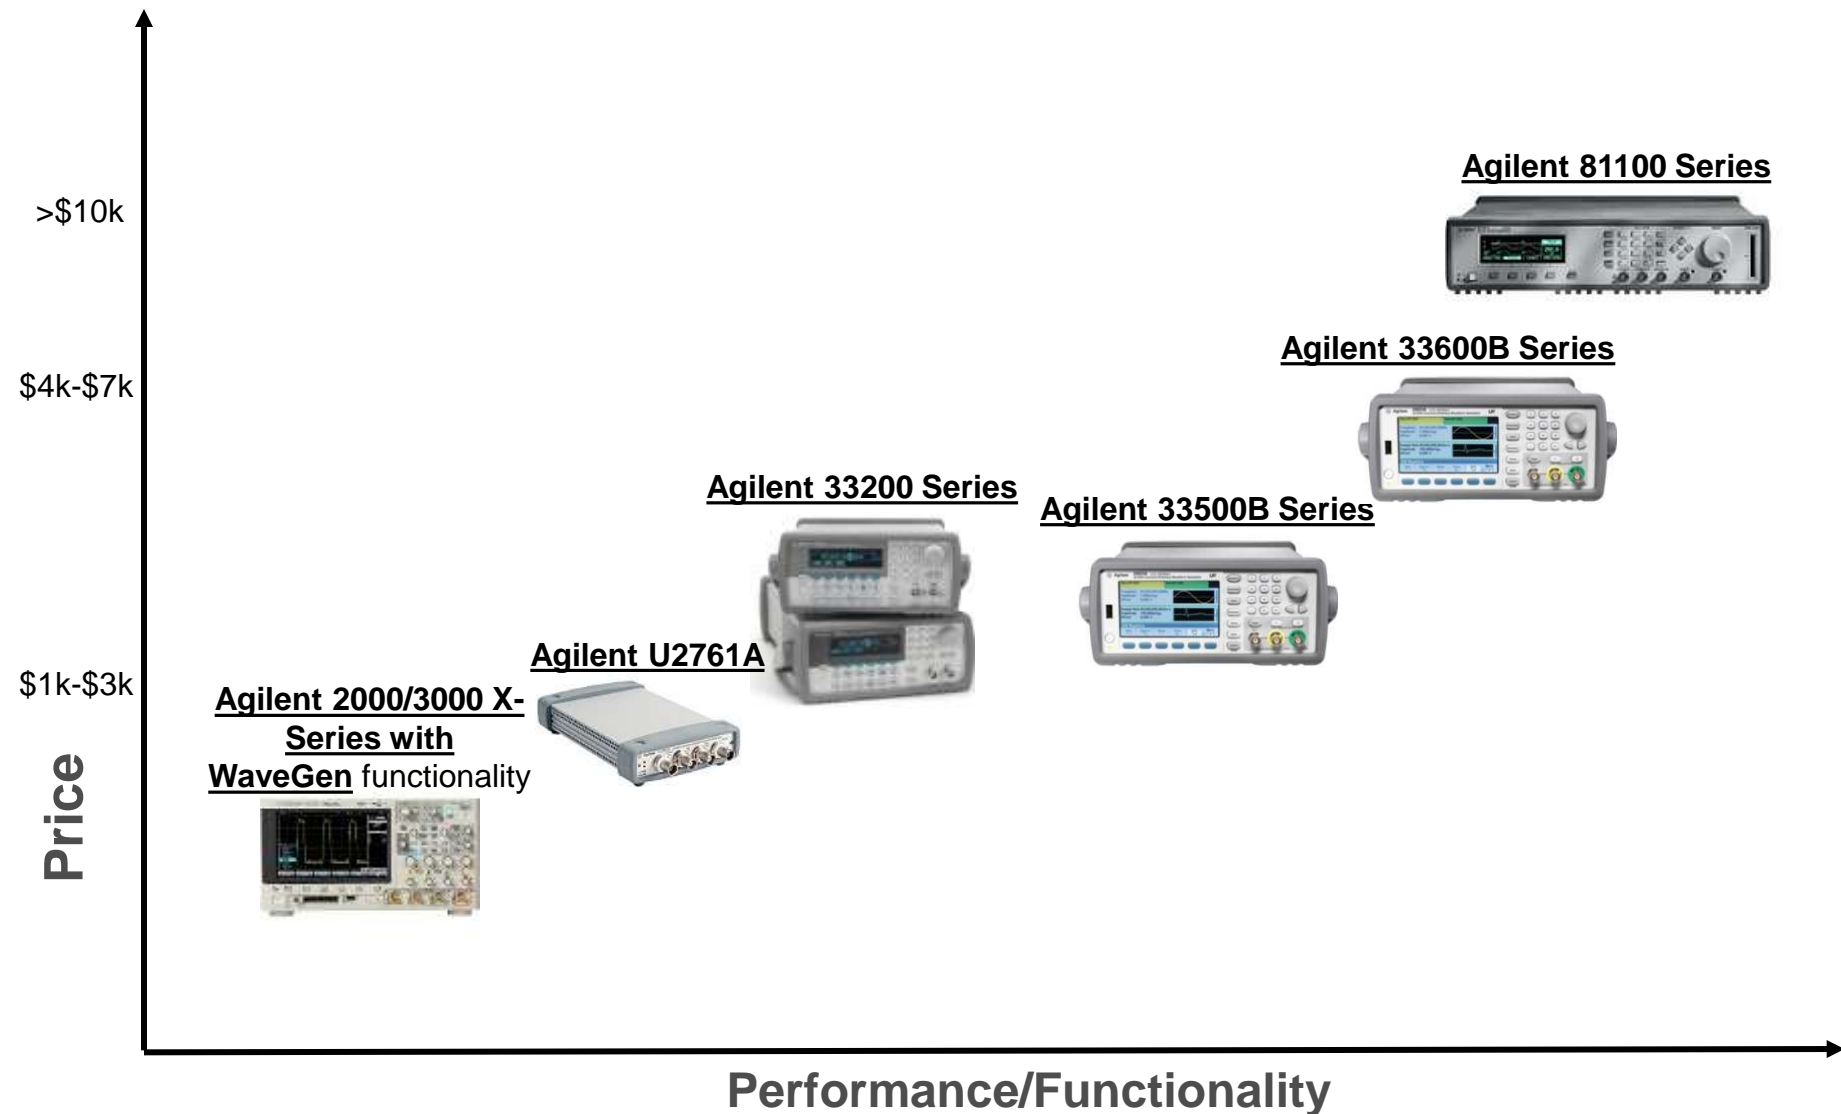 Agilent 81100 Series
>$10k
Agilent 33600B Series
$4k-$7k
Agilent 33200 Series
Agilent 33500B Series
Agilent U2761A
$1k-$3k
Agilent 2000/3000 X-
Series with
WaveGen functionality
Price
Performance/Functionality